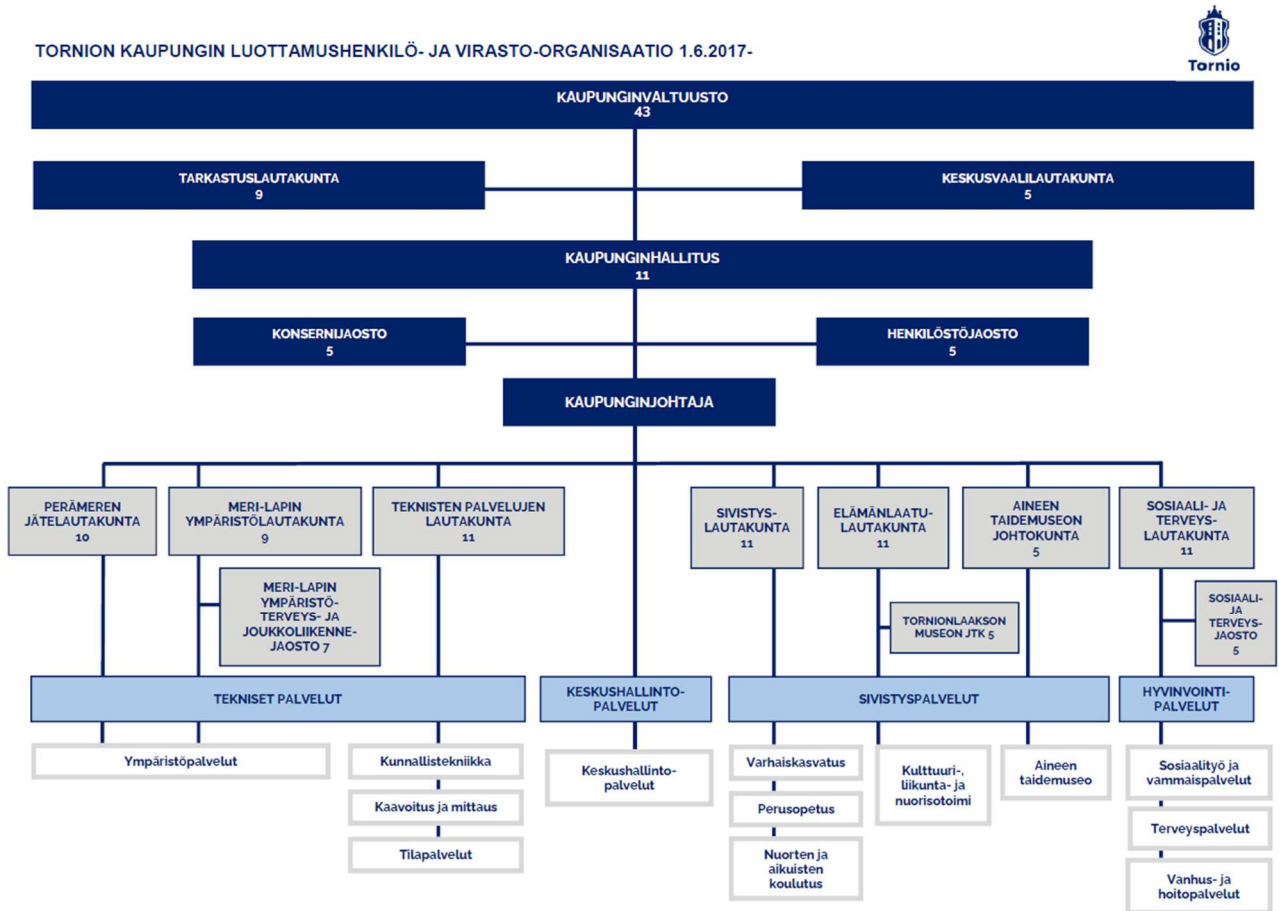 TORNION KAUPUNGIN LUOTTAMUSHENKILÖ- JA VIRASTO-ORGANISAATIO 1.6.2017-
Tornio
KAUPUNGINVALTUUSTO
43
TARKASTUSLAUTAKUNTA
9
KESKUSVAALILAUTAKUNTA
5
KAUPUNGINHALLITUS
11
KONSERNIJAOSTO
5
HENKILÖSTÖJAOSTO
5
KAUPUNGINJOHTAJA
PERÄMEREN
JÄTELAUTAKUNTA
10
MERI-LAPIN
YMPÄRISTÖLAUTAKUNTA
9
TEKNISTEN PALVELUJEN
LAUTAKUNTA
11
SIVISTYS-
LAUTAKUNTA
11
ELÄMÄNLAATU-
LAUTAKUNTA
11
AINEEN
TAIDEMUSEON
JOHTOKUNTA
5
SOSIAALI- JA
TERVEYS-
LAUTAKUNTA
11
MERI-LAPIN
YMPÄRISTÖ-
TERVEYS- JA
JOUKKOLIIKENNE-
JAOSTO 7
TORNIONLAAKSON
MUSEON JTK 5
SOSIAALI-
JA
TERVEYS-
JAOSTO
5
TEKNISET PALVELUT
KESKUSHALLINTO-
PALVELUT
SIVISTYSPALVELUT
HYVINVOINTI-
PALVELUT
Ympäristöpalvelut
Kunnallistekniikka
Kaavoitus ja mittaus
Tilapalvelut
Keskushallinto-
palvelut
Varhaiskasvatus
Perusopetus
Nuorten ja
aikuisten
koulutus
Kulttuuri-,
liikunta- ja
nuorisotoimi
Aineen
taidemuseo
Sosiaalityö ja
vammaispalvelut
Terveyspalvelut
Vanhus- ja
hoitopalvelut